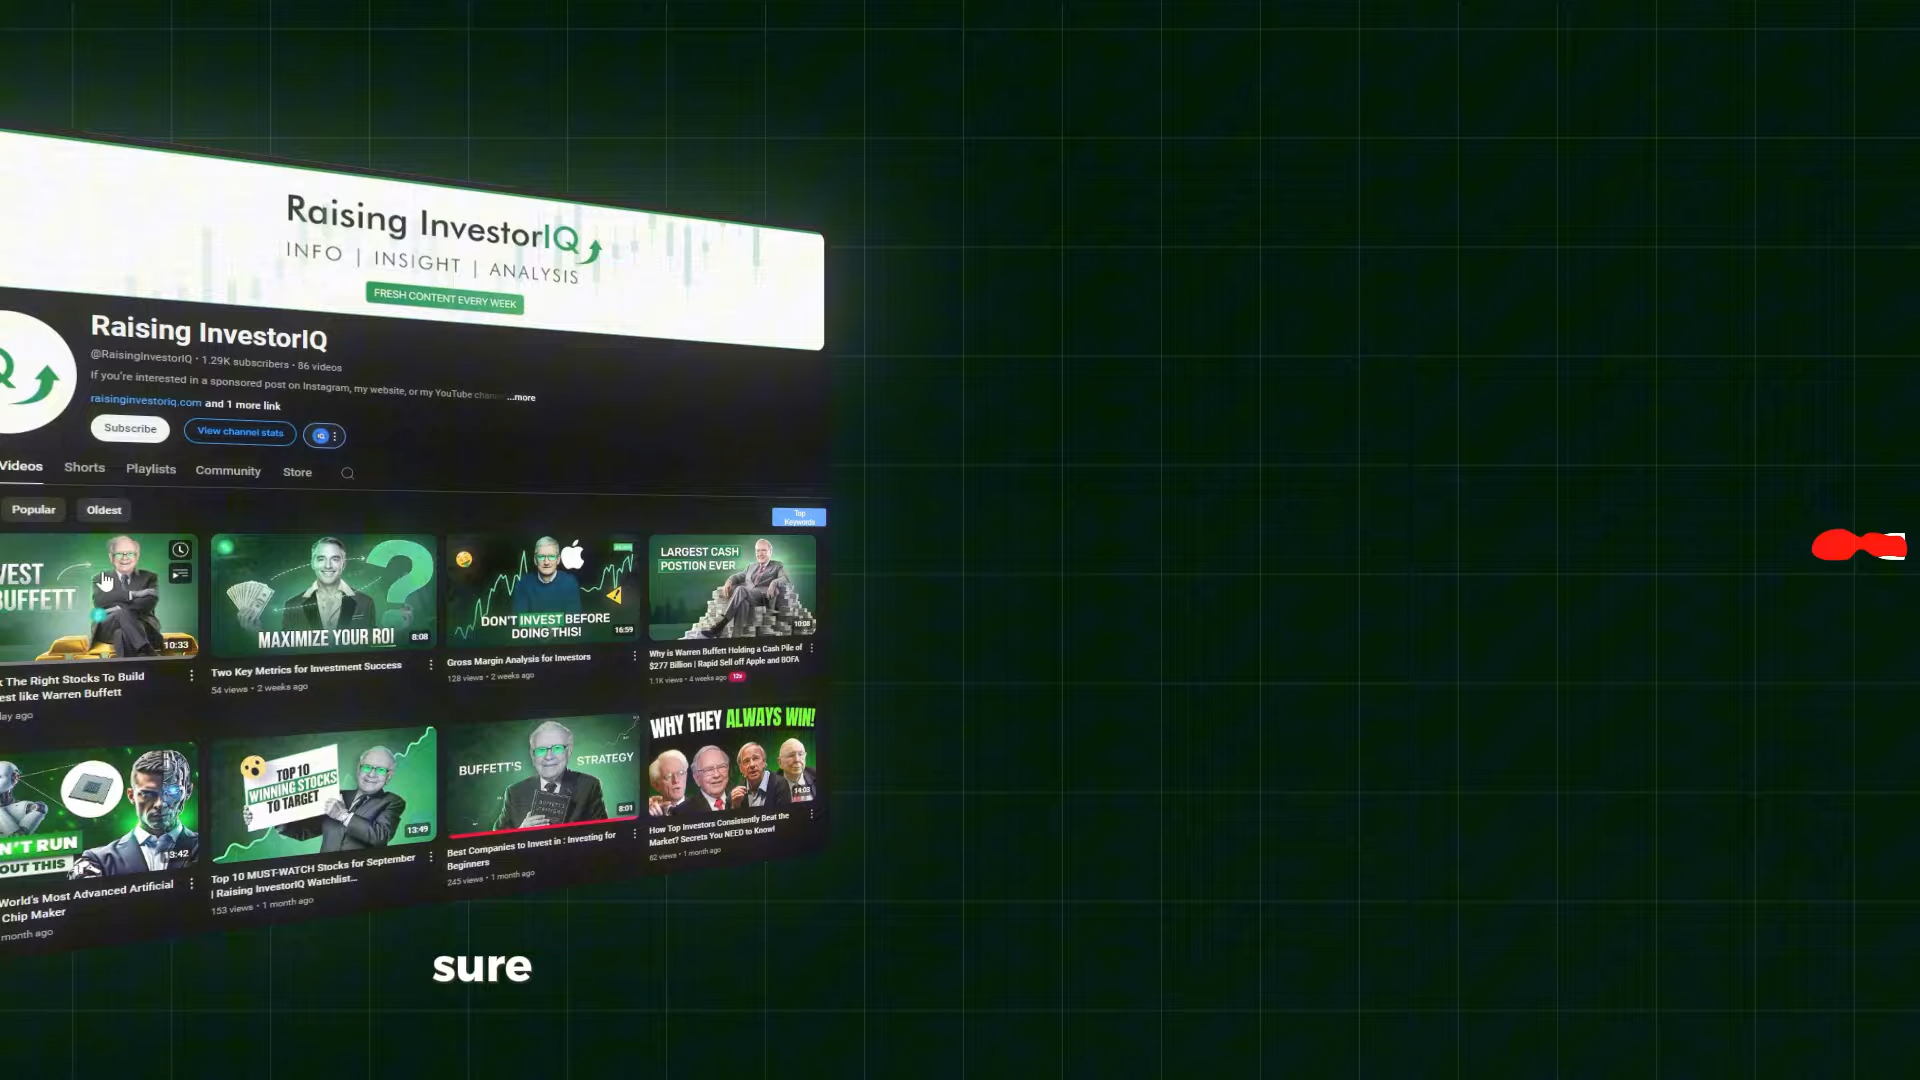 Raising InvestorIQ
INFO | INSIGHT | ANALYSIS
FRESH CONTENT EVERY WEEK
Raising InvestorIQ
@RaisingInvestorIQ • 1.29K subscribers • 86 videos
If you're interested in a sponsored post on Instagram, my website, or my YouTube ...more
raisinginvestoriq.com and 1 more link
Subscribe
View channel stats
Videos
Shorts
Playlists
Community
Store
Popular
Oldest
Top
Keywords
BUFFETT
10:33
MAXIMIZE YOUR ROI
8:08
DON'T INVEST BEFORE
DOING THIS!
16:59
LARGEST CASH
POSTION EVER
10:08
The Right Stocks To Build
like Warren Buffett
ago
Two Key Metrics for Investment Success
54 views • 2 weeks ago
Gross Margin Analysis for Investors
128 views • 2 weeks ago
Why is Warren Buffett Holding a Cash Pile of
$277 Billion | Rapid Sell off Apple and BOFA
1.1K views • 4 weeks ago
12x
RUN
OUT THIS
13:42
TOP 10
WINNING STOCKS
TO TARGET
13:49
BUFFETT'S
STRATEGY
8:01
WHY THEY ALWAYS WIN!
14:03
World's Most Advanced Artificial
Chip Maker
month ago
Top 10 MUST-WATCH Stocks for September
| Raising InvestorIQ Watchlist...
153 views • 1 month ago
Best Companies to Invest in : Investing for
Beginners
245 views • 1 month ago
How Top Investors Consistently Beat the
Market? Secrets You NEED to Know!
62 views • 1 month ago
sure